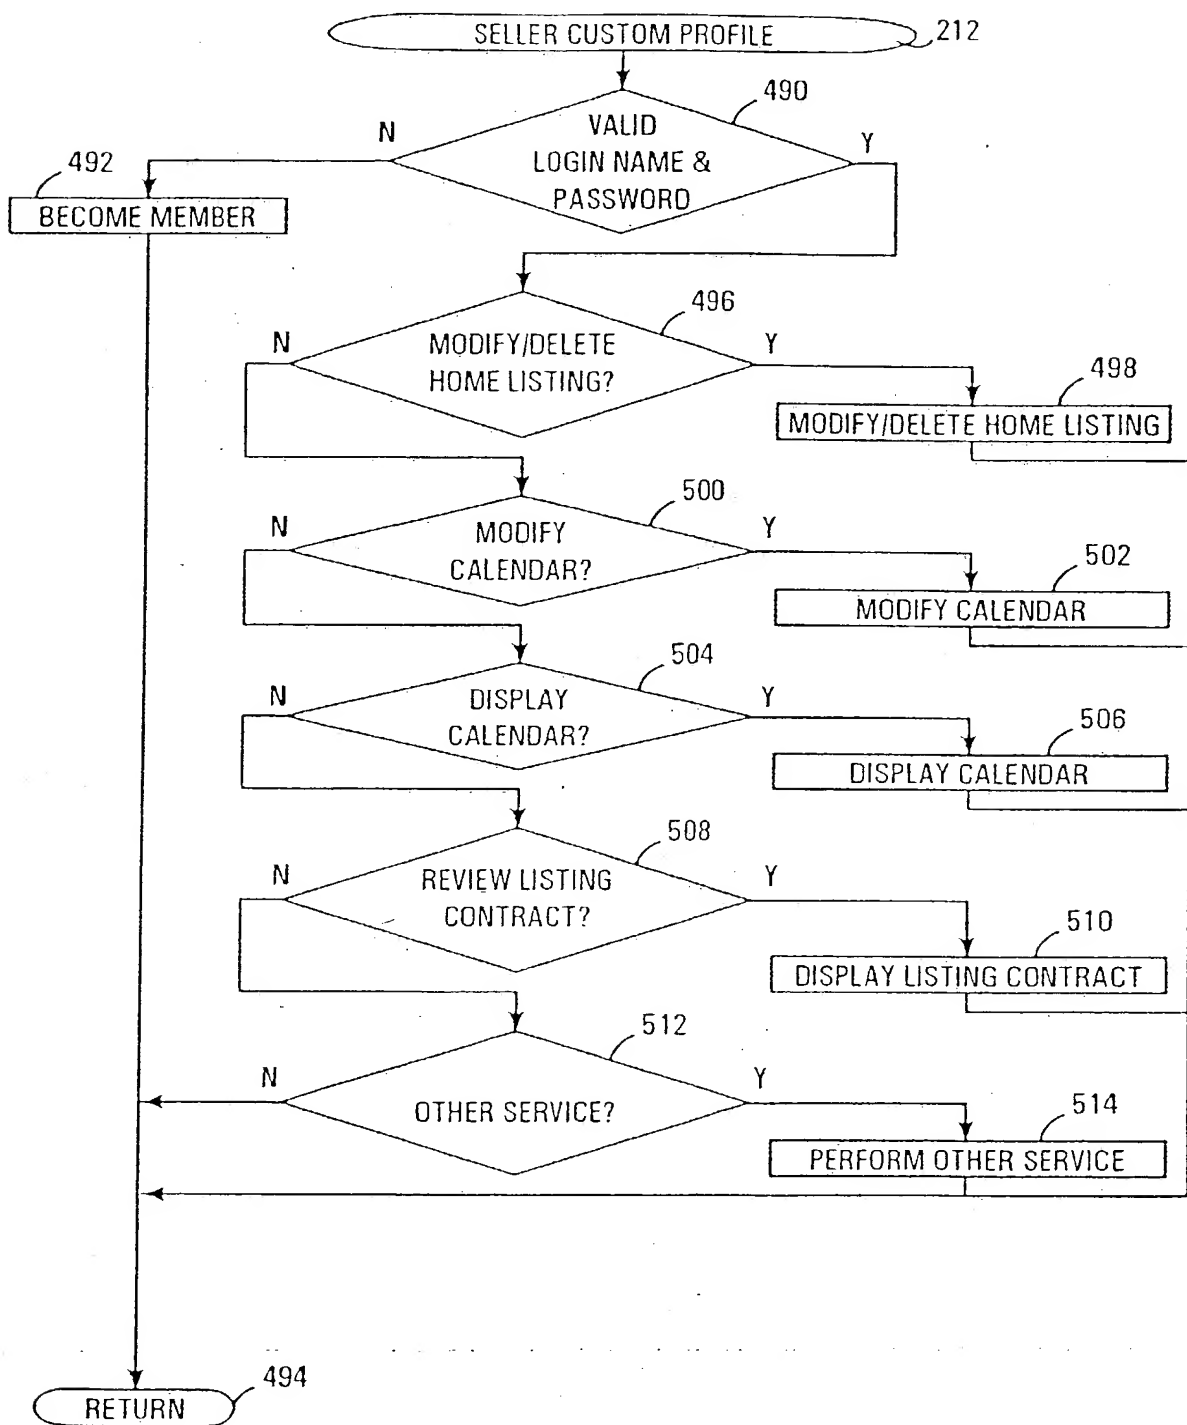 SELLER CUSTOM PROFILE
212
490
VALID
LOGIN NAME &
PASSWORD
N
Y
492
BECOME MEMBER
496
MODIFY/DELETE
HOME LISTING?
N
Y
498
MODIFY/DELETE HOME LISTING
500
MODIFY
CALENDAR?
N
Y
502
MODIFY CALENDAR
504
DISPLAY
CALENDAR?
N
Y
506
DISPLAY CALENDAR
508
REVIEW LISTING
CONTRACT?
N
Y
510
DISPLAY LISTING CONTRACT
512
OTHER SERVICE?
N
Y
514
PERFORM OTHER SERVICE
494
RETURN